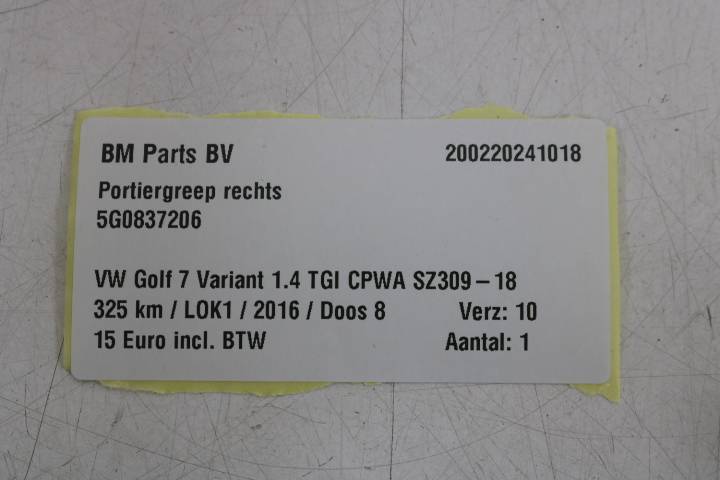 BM Parts BV 200220241018
Portiergreep rechts
5G0837206
VW Golf 7 Variant 1.4 TGI CPWA SZ309-18
325 km / LOK1 / 2016 / Doos 8 Verz: 10
15 Euro incl. BTW Aantal: 1